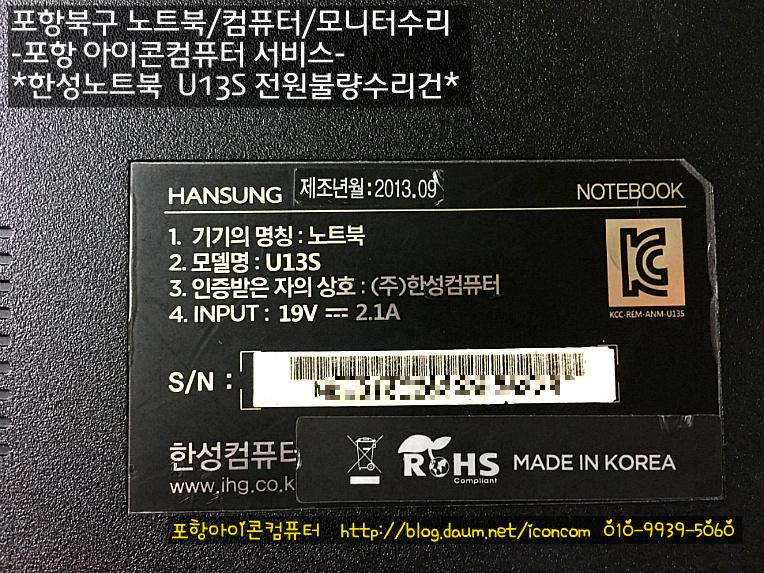 포항북구 노트북/컴퓨터/모니터수리
-포항 아이콘컴퓨터 서비스-
*한성노트북 U13S 전원불량수리건*
HANSUNG 제조년월:2013.09 NOTEBOOK
1. 기기의 명칭 : 노트북
2. 모델명 : U13S
3. 인증받은 자의 상호 : (주)한성컴퓨터
4. INPUT : 19V 2.1A
KCC-REM-ANM-U13S
S/N :
한성컴퓨터
www.ihg.co.k
RoHS
Compliant
MADE IN KOREA
포항아이콘컴퓨터 http://blog.daum.net/iconcom 010-9939-5060